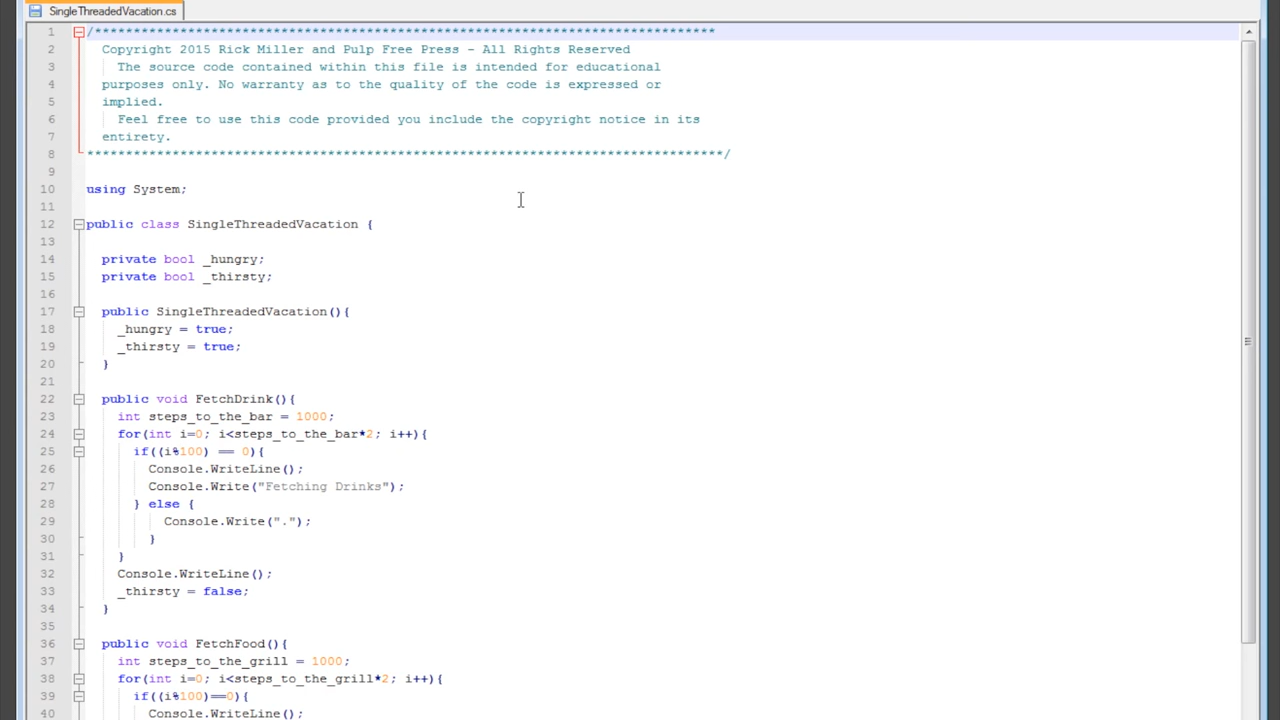 SingleThreadedVacation.cs
1 /********************************************************************************
2 Copyright 2015 Rick Miller and Pulp Free Press - All Rights Reserved
3 The source code contained within this file is intended for educational
4 purposes only. No warranty as to the quality of the code is expressed or
5 implied.
6 Feel free to use this code provided you include the copyright notice in its
7 entirety.
8 **********************************************************************************/
9
10 using System;
11
12 public class SingleThreadedVacation {
13
14 private bool _hungry;
15 private bool _thirsty;
16
17 public SingleThreadedVacation(){
18 _hungry = true;
19 _thirsty = true;
20 }
21
22 public void FetchDrink(){
23 int steps_to_the_bar = 1000;
24 for(int i=0; i<steps_to_the_bar*2; i++){
25 if((i%100) == 0){
26 Console.WriteLine();
27 Console.Write("Fetching Drinks");
28 } else {
29 Console.Write(".");
30 }
31 }
32 Console.WriteLine();
33 _thirsty = false;
34 }
35
36 public void FetchFood(){
37 int steps_to_the_grill = 1000;
38 for(int i=0; i<steps_to_the_grill*2; i++){
39 if((i%100)==0){
40 Console.WriteLine();